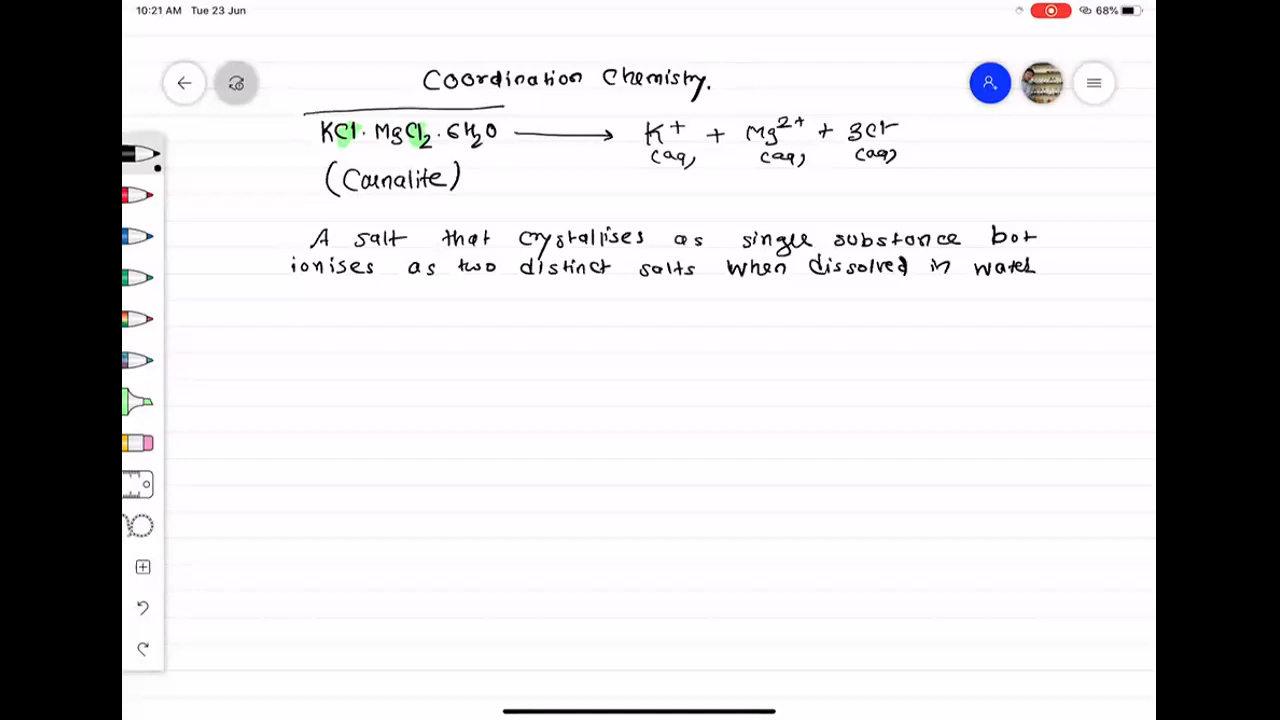 10:21 AM Tue 23 Jun
68%
Coordination Chemistry.
KCl. MgCl₂. 6H₂O ⟶ K⁺(aq) + Mg²⁺(aq) + 3Cl⁻(aq)
(Carnalite)
A salt that crystallises as single substance but
ionises as two distinct salts when dissolved in water